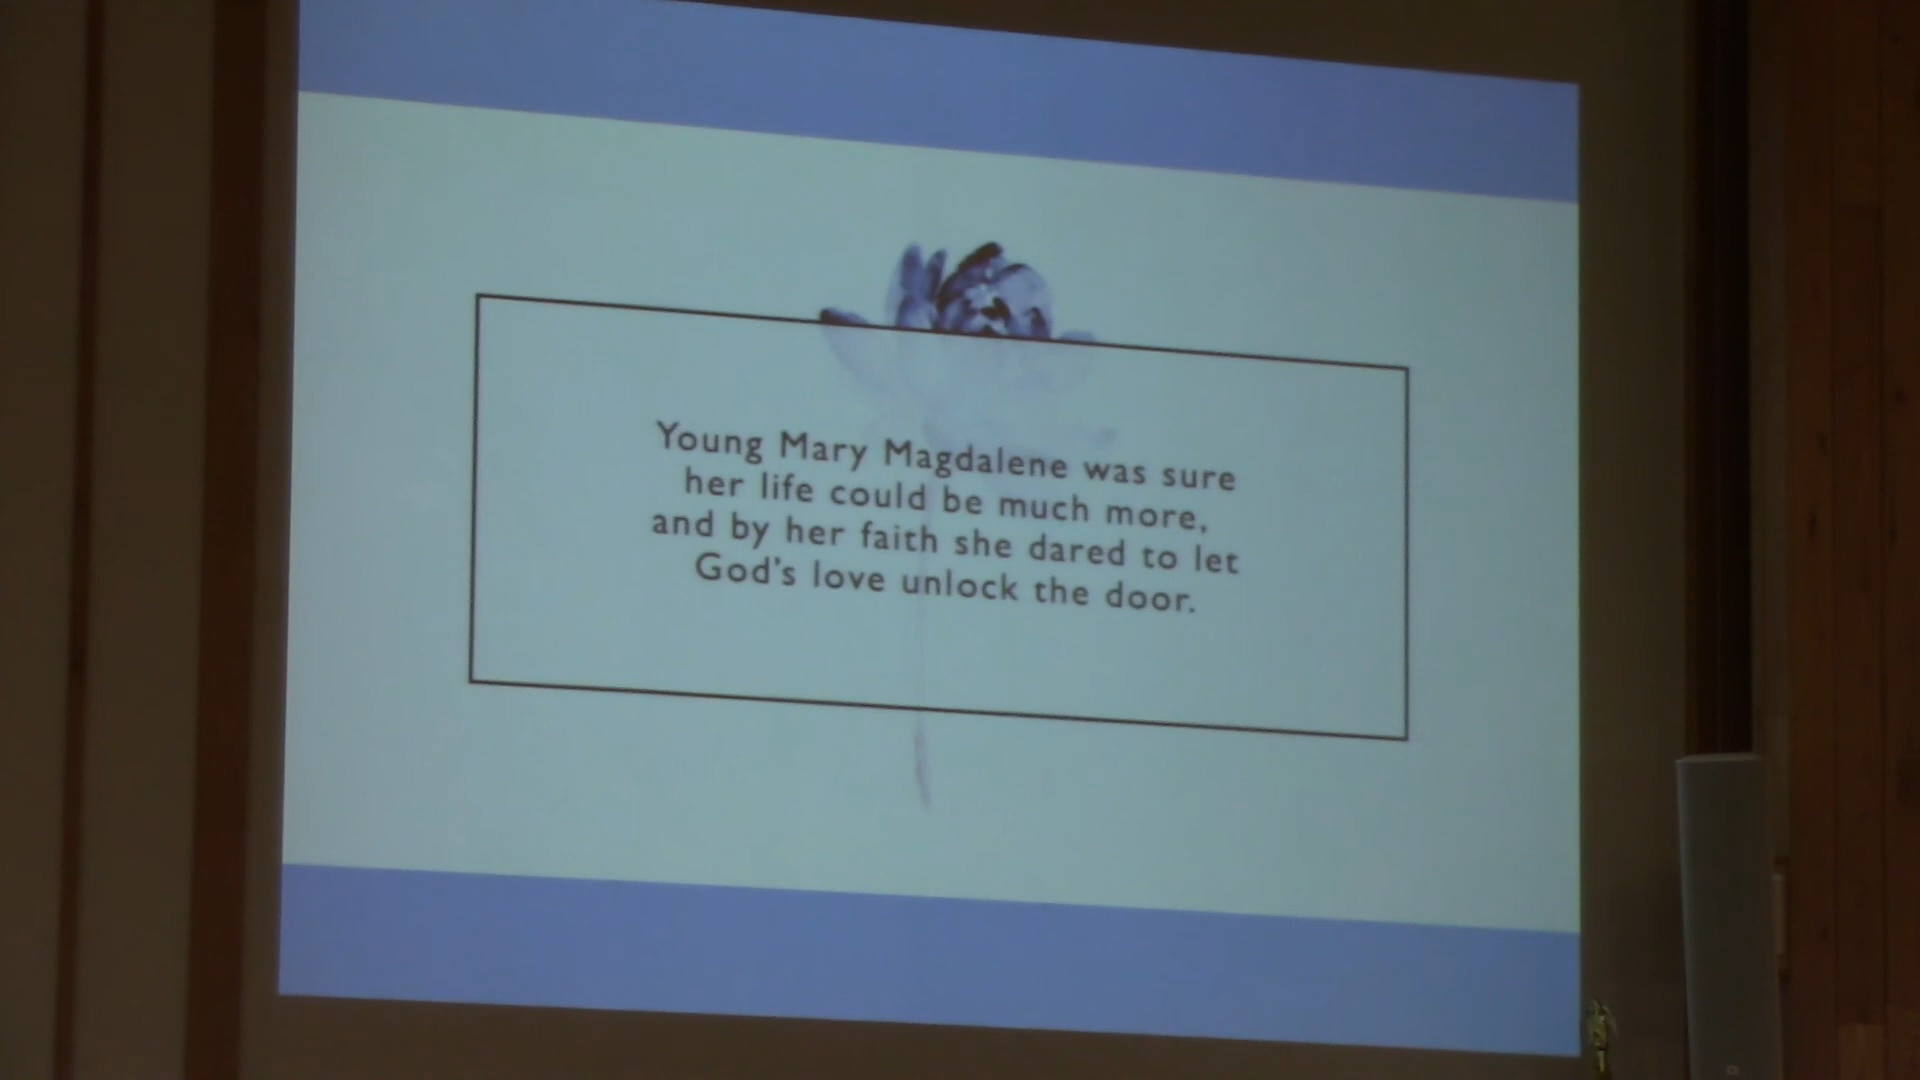 Young Mary Magdalene was sure
her life could be much more,
and by her faith she dared to let
God's love unlock the door.